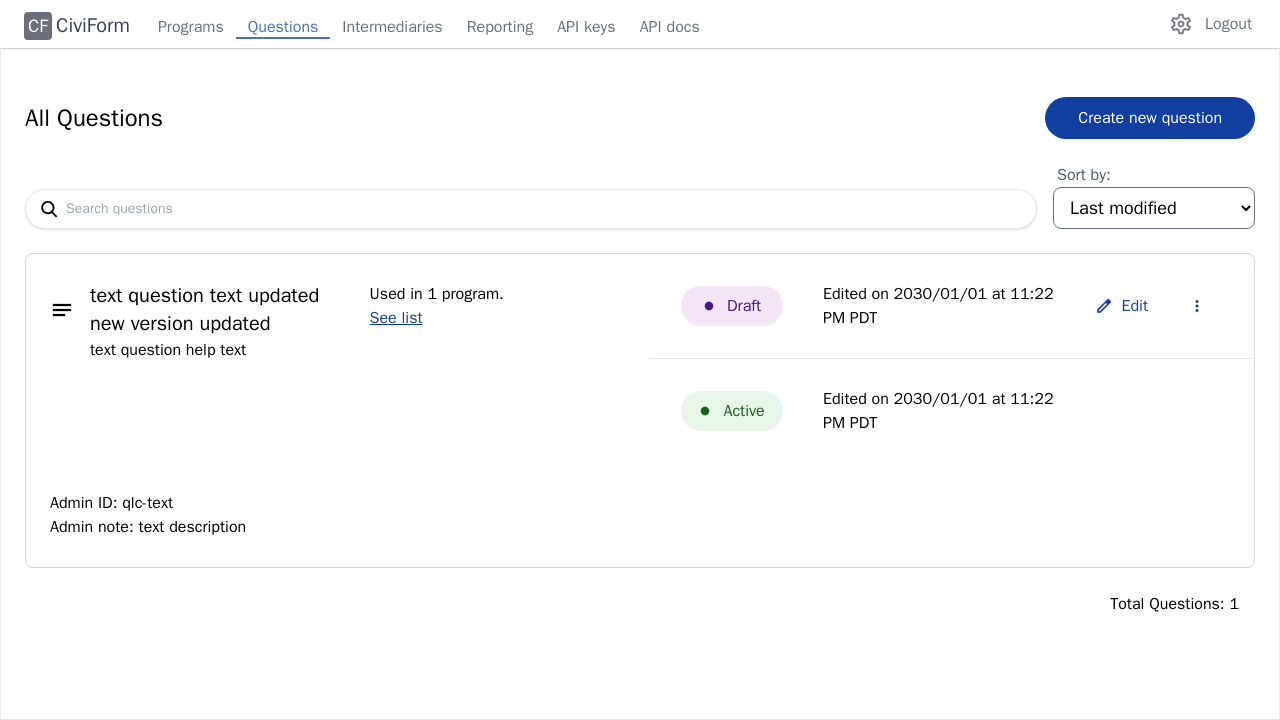 CF CiviForm Programs Questions Intermediaries Reporting API keys API docs Logout
All Questions
Create new question
Sort by:
Search questions
Last modified
text question text updated
new version updated
text question help text
Used in 1 program.
See list
Draft
Edited on 2030/01/01 at 11:22
PM PDT
Edit
Active
Edited on 2030/01/01 at 11:22
PM PDT
Admin ID: qlc-text
Admin note: text description
Total Questions: 1